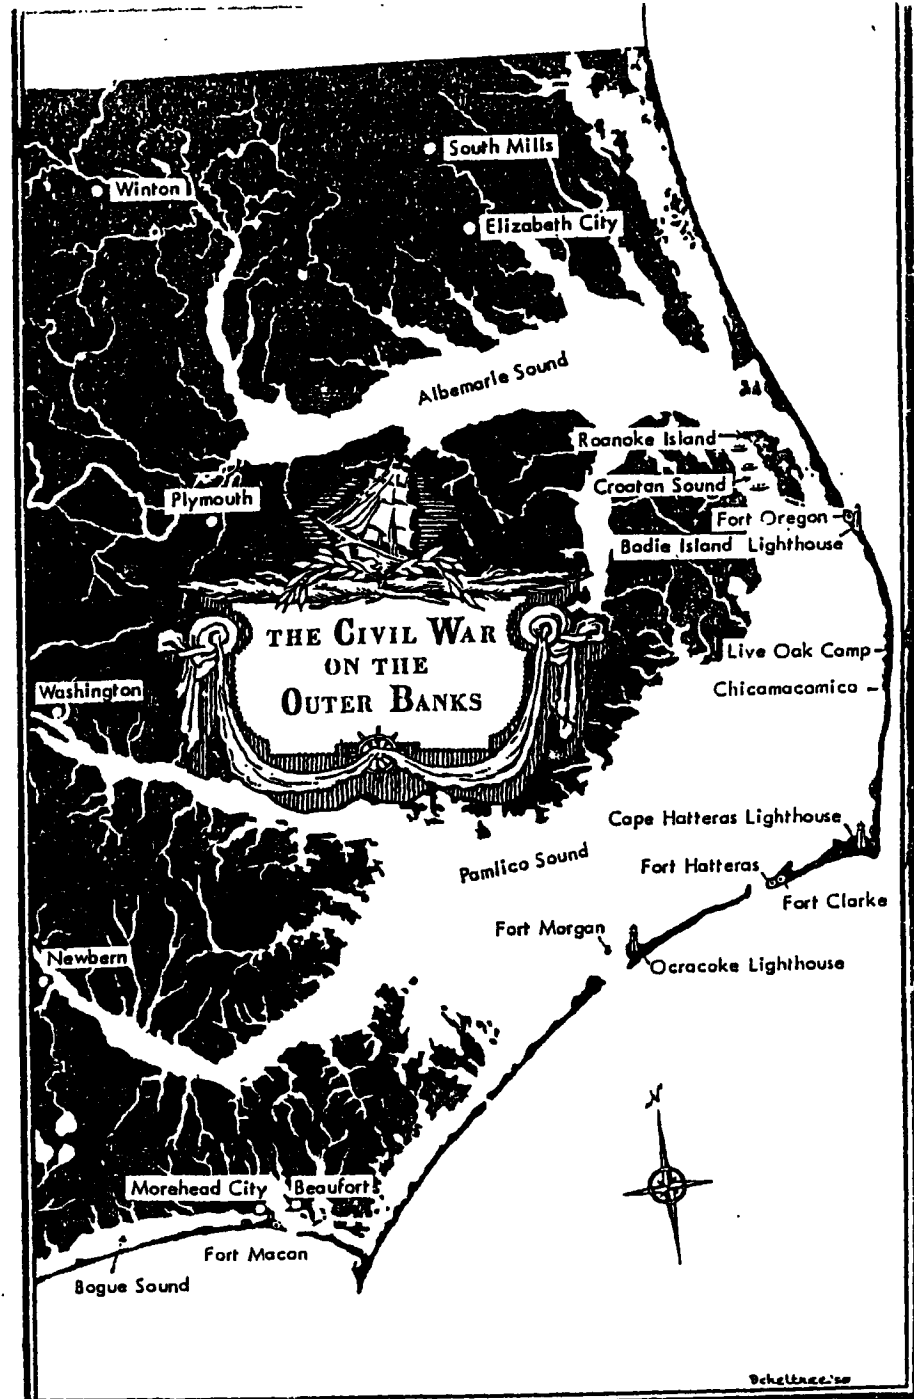 South Mills
Winton
Elizabeth City
Albemarle Sound
Roanoke Island
Croatan Sound
Plymouth
Fort Oregon
Bodie Island Lighthouse
THE CIVIL WAR
ON THE
OUTER BANKS
Live Oak Camp
Washington
Chicamacomico
Cape Hatteras Lighthouse
Pamlico Sound
Fort Hatteras
Fort Clarke
Fort Morgan
Newbern
Ocracoke Lighthouse
N
Morehead City
Beaufort
Fort Macon
Bogue Sound